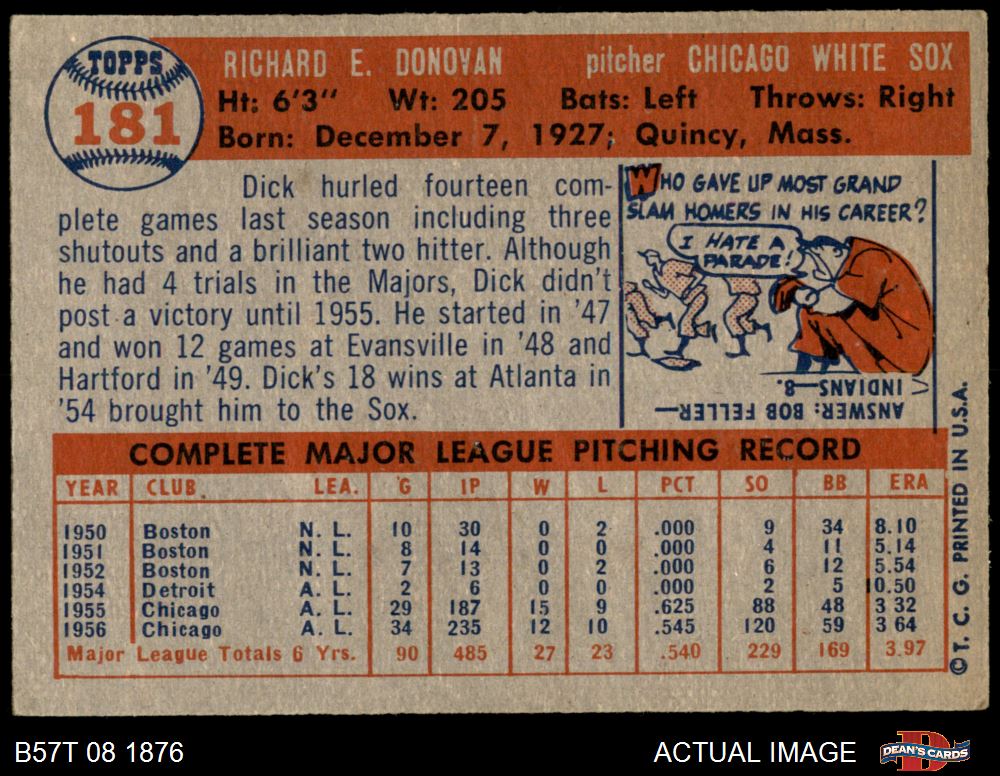 TOPPS
181
RICHARD E. DONOVAN pitcher CHICAGO WHITE SOX
Ht: 6'3" Wt: 205 Bats: Left Throws: Right
Born: December 7, 1927; Quincy, Mass.
Dick hurled fourteen com-
plete games last season including three
shutouts and a brilliant two hitter. Although
he had 4 trials in the Majors, Dick didn't
post a victory until 1955. He started in '47
and won 12 games at Evansville in '48 and
Hartford in '49. Dick's 18 wins at Atlanta in
'54 brought him to the Sox.
WHO GAVE UP MOST GRAND
SLAM HOMERS IN HIS CAREER?
I HATE A
PARADE!
ANSWER: BOB FELLER—
INDIANS—8.
COMPLETE MAJOR LEAGUE PITCHING RECORD
YEAR CLUB LEA. G IP W L PCT SO BB ERA
1950 Boston N. L. 10 30 0 2 .000 9 34 8.10
1951 Boston N. L. 8 14 0 0 .000 4 11 5.14
1952 Boston N. L. 7 13 0 2 .000 6 12 5.54
1954 Detroit A. L. 2 6 0 0 .000 2 5 10.50
1955 Chicago A. L. 29 187 15 9 .625 88 48 3 32
1956 Chicago A. L. 34 235 12 10 .545 120 59 3 64
Major League Totals 6 Yrs. 90 485 27 23 .540 229 169 3.97
© T. C. G. PRINTED IN U.S.A.
B57T 08 1876
ACTUAL IMAGE
D
DEAN'S CARDS